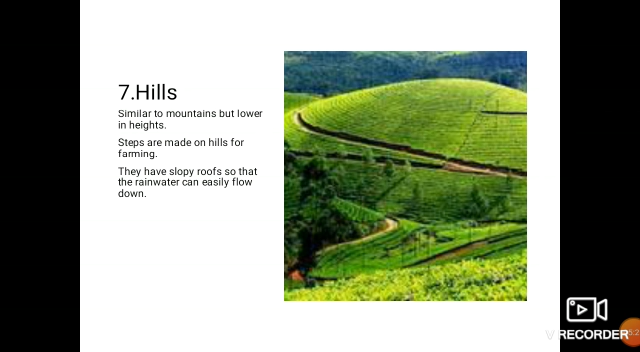 7.Hills
Similar to mountains but lower
in heights.
Steps are made on hills for
farming.
They have slopy roofs so that
the rainwater can easily flow
down.
V RECORDER